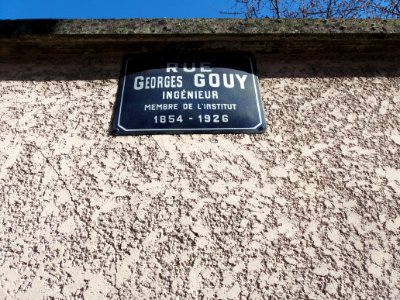 RUE
GEORGES GOUY
INGÉNIEUR
MEMBRE DE L'INSTITUT
1854 - 1926